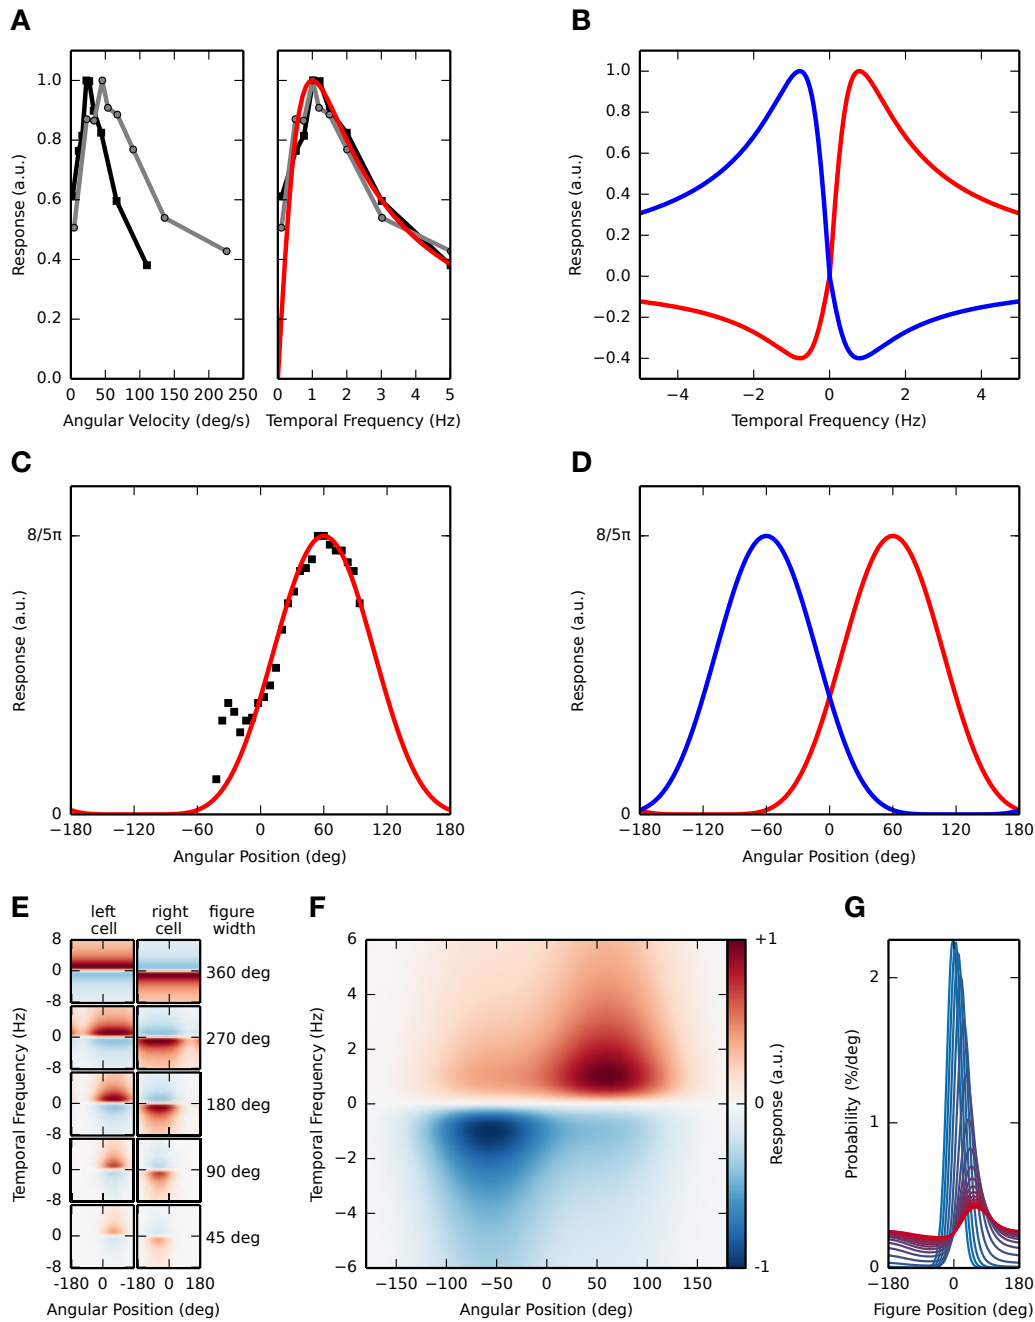 A
Response (a.u.)
1.0
0.8
0.6
0.4
0.2
0.0
0 50 100 150 200 250
Angular Velocity (deg/s)
0 1 2 3 4 5
Temporal Frequency (Hz)
B
Response (a.u.)
1.0
0.8
0.6
0.4
0.2
0.0
−0.2
−0.4
−4 −2 0 2 4
Temporal Frequency (Hz)
C
Response (a.u.)
8/5π
0
−180 −120 −60 0 60 120 180
Angular Position (deg)
D
Response (a.u.)
8/5π
0
−180 −120 −60 0 60 120 180
Angular Position (deg)
E
left cell
right cell
figure width
Temporal Frequency (Hz)
8
0
-8
360 deg
0
-8
270 deg
0
-8
180 deg
0
-8
90 deg
0
45 deg
-180 0 -180 0 180
Angular Position (deg)
F
Temporal Frequency (Hz)
6
4
2
0
−2
−4
−6
−150 −100 −50 0 50 100 150
Angular Position (deg)
+1
0
-1
Response (a.u.)
G
Probability (%/deg)
2
1
0
−180 0 180
Figure Position (deg)